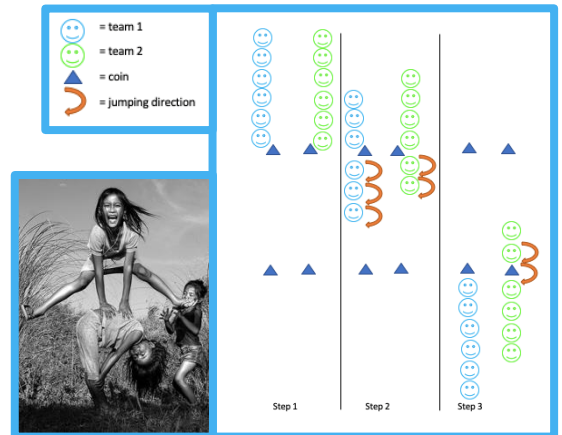 = team 1
= team 2
= coin
= jumping direction
Step 1
Step 2
Step 3